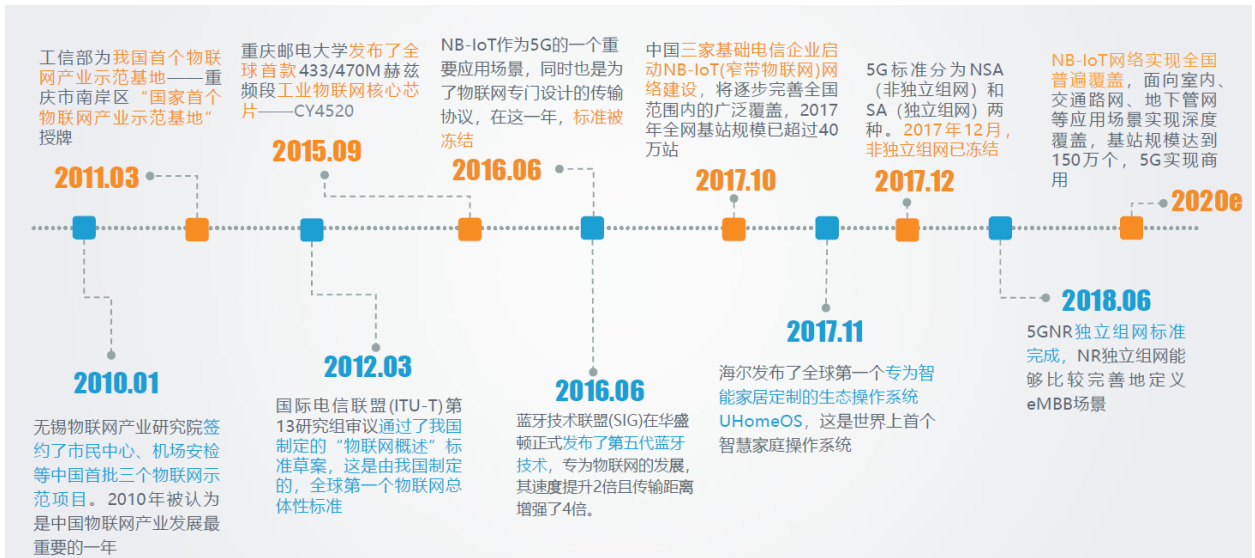 工信部为我国首个物联
网产业示范基地——重
庆市南岸区“国家首个
物联网产业示范基地”
授牌
2011.03
重庆邮电大学发布了全
球首款433/470M赫兹
频段工业物联网核心芯
片——CY4520
2015.09
NB-IoT作为5G的一个重
要应用场景，同时也是为
了物联网专门设计的传输
协议，在这一年，标准被
冻结
2016.06
中国三家基础电信企业启
动NB-IoT(窄带物联网)网
络建设，将逐步完善全国
范围内的广泛覆盖，2017
年全网基站规模已超过40
万站
2017.10
5G标准分为NSA
（非独立组网）和
SA（独立组网）两
种。2017年12月，
非独立组网已冻结
2017.12
NB-IoT网络实现全国
普遍覆盖，面向室内、
交通路网、地下管网
等应用场景实现深度
覆盖，基站规模达到
150万个，5G实现商
用
2020e
2010.01
无锡物联网产业研究院签
约了市民中心、机场安检
等中国首批三个物联网示
范项目。2010年被认为
是中国物联网产业发展最
重要的一年
2012.03
国际电信联盟(ITU-T)第
13研究组审议通过了我国
制定的“物联网概述”标
准草案，这是由我国制定
的，全球第一个物联网总
体性标准
2016.06
蓝牙技术联盟(SIG)在华盛
顿正式发布了第五代蓝牙
技术，专为物联网的发展，
其速度提升2倍且传输距离
增强了4倍。
2017.11
海尔发布了全球第一个专为智
能家居定制的生态操作系统
UHomeOS，这是世界上首个
智慧家庭操作系统
2018.06
5GNR独立组网标准
完成，NR独立组网能
够比较完善地定义
eMBB场景